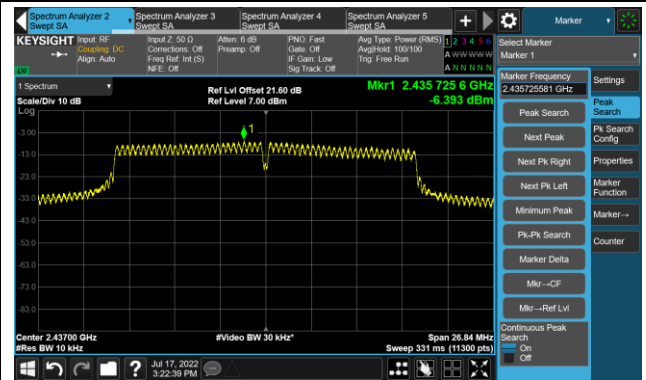 Spectrum Analyzer 2
Swept SA
Spectrum Analyzer 3
Swept SA
Spectrum Analyzer 4
Swept SA
Spectrum Analyzer 5
Swept SA
+
Marker
KEYSIGHT
Input: RF
Coupling: DC
Align: Auto
Input Z: 50 Ω
Corrections: Off
Freq Ref: Int (S)
NFE: Off
Atten: 6 dB
Preamp: Off
PNO: Fast
Gate: Off
IF Gain: Low
Sig Track: Off
Avg Type: Power (RMS)
Avg|Hold: 100/100
Trig: Free Run
1 2 3 4 5 6
A W W W W W
A N N N N N
LXI
Select Marker
Marker 1
1 Spectrum
Scale/Div 10 dB
Log
Ref Lvl Offset 21.60 dB
Ref Level 7.00 dBm
Mkr1 2.435 725 6 GHz
-6.393 dBm
1
-3.00
-13.0
-23.0
-33.0
-43.0
-53.0
-63.0
-73.0
-83.0
Center 2.43700 GHz
#Res BW 10 kHz
#Video BW 30 kHz*
Span 26.84 MHz
Sweep 331 ms (11300 pts)
Marker Frequency
2.435725581 GHz
Peak Search
Next Peak
Next Pk Right
Next Pk Left
Minimum Peak
Pk-Pk Search
Marker Delta
Mkr→CF
Mkr→Ref Lvl
Continuous Peak
Search
On
Off
Settings
Peak
Search
Pk Search
Config
Properties
Marker
Function
Marker→
Counter
?
Jul 17, 2022
3:22:39 PM